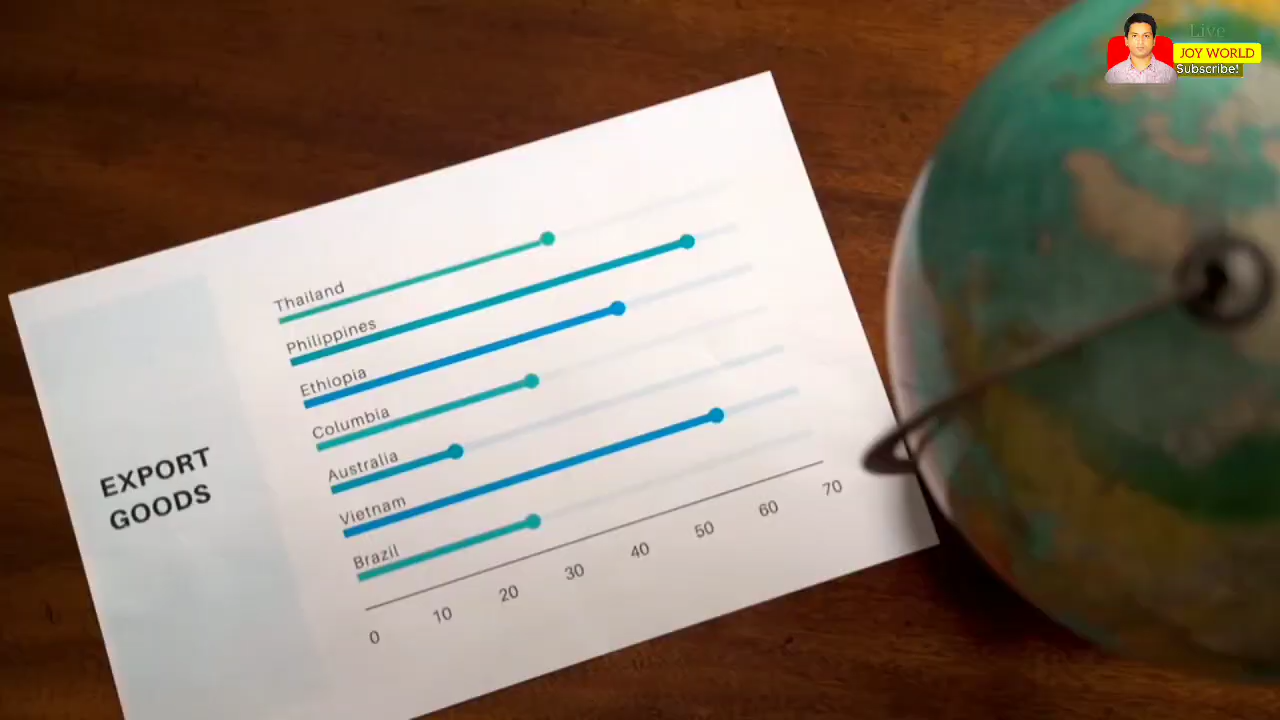 Live
JOY WORLD
Subscribe!
Thailand
Philippines
Ethiopia
Columbia
Australia
Vietnam
Brazil
EXPORT
GOODS
0 10 20 30 40 50 60 70